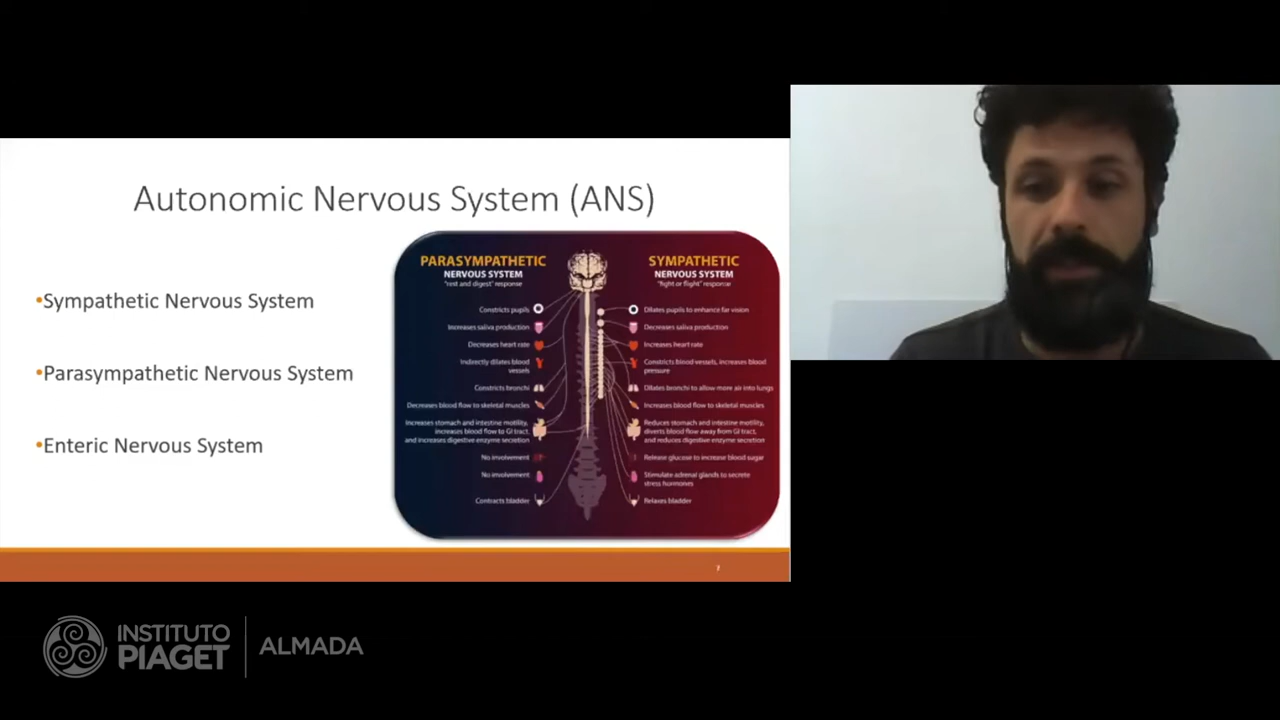 Autonomic Nervous System (ANS)
•Sympathetic Nervous System
•Parasympathetic Nervous System
•Enteric Nervous System
PARASYMPATHETIC
NERVOUS SYSTEM
"rest and digest" response
Constricts pupils
Increases saliva production
Decreases heart rate
Indirectly dilates blood
vessels
Constricts bronchi
Decreases blood flow to skeletal muscles
Increases stomach and intestine motility,
increases blood flow to GI tract,
and increases digestive enzyme secretion
No involvement
No involvement
Contracts bladder
SYMPATHETIC
NERVOUS SYSTEM
"fight or flight" response
Dilates pupils to enhance far vision
Decreases saliva production
Increases heart rate
Constricts blood vessels, increases blood
pressure
Dilates bronchi to allow more air into lungs
Increases blood flow to skeletal muscles
Reduces stomach and intestine motility,
diverts blood flow away from GI tract,
and reduces digestive enzyme secretion
Release glucose to increase blood sugar
Stimulate adrenal glands to secrete
stress hormones
Relaxes bladder
7
INSTITUTO
PIAGET
ALMADA